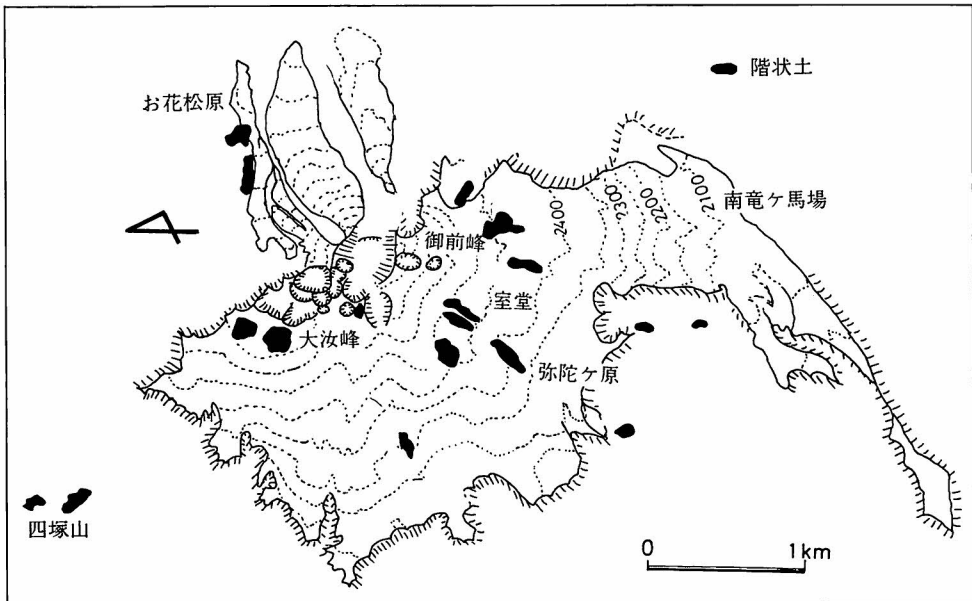 階状土
お花松原
2100
2200
2300
2400
南竜ケ馬場
御前峰
室堂
大汝峰
弥陀ケ原
四塚山
0 1km